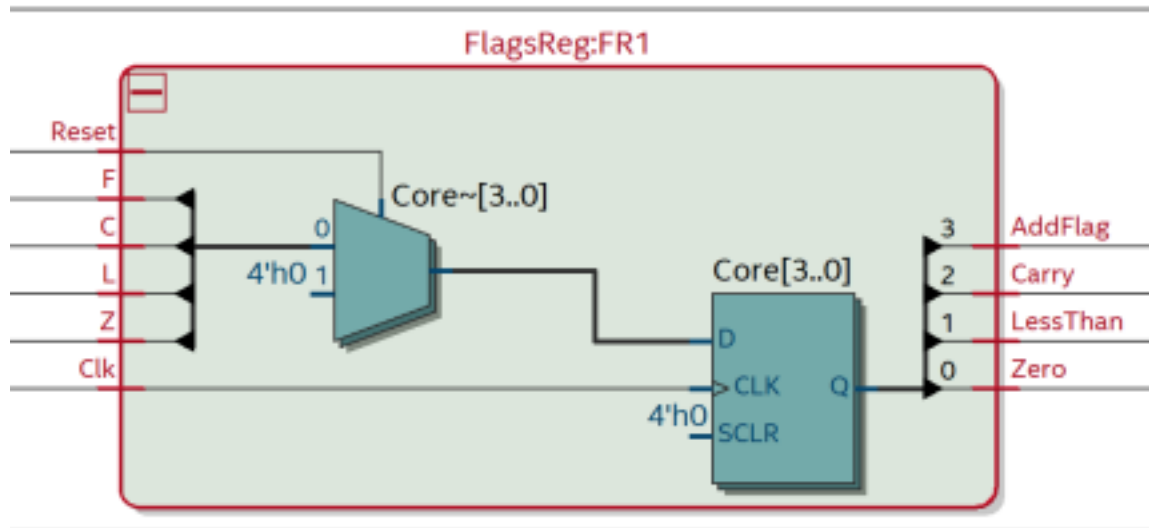 FlagsReg:FR1
Reset
F
C
L
Z
Clk
Core~[3..0]
0
4'h0 1
Core[3..0]
D
CLK
Q
4'h0
SCLR
3 AddFlag
2 Carry
1 LessThan
0 Zero